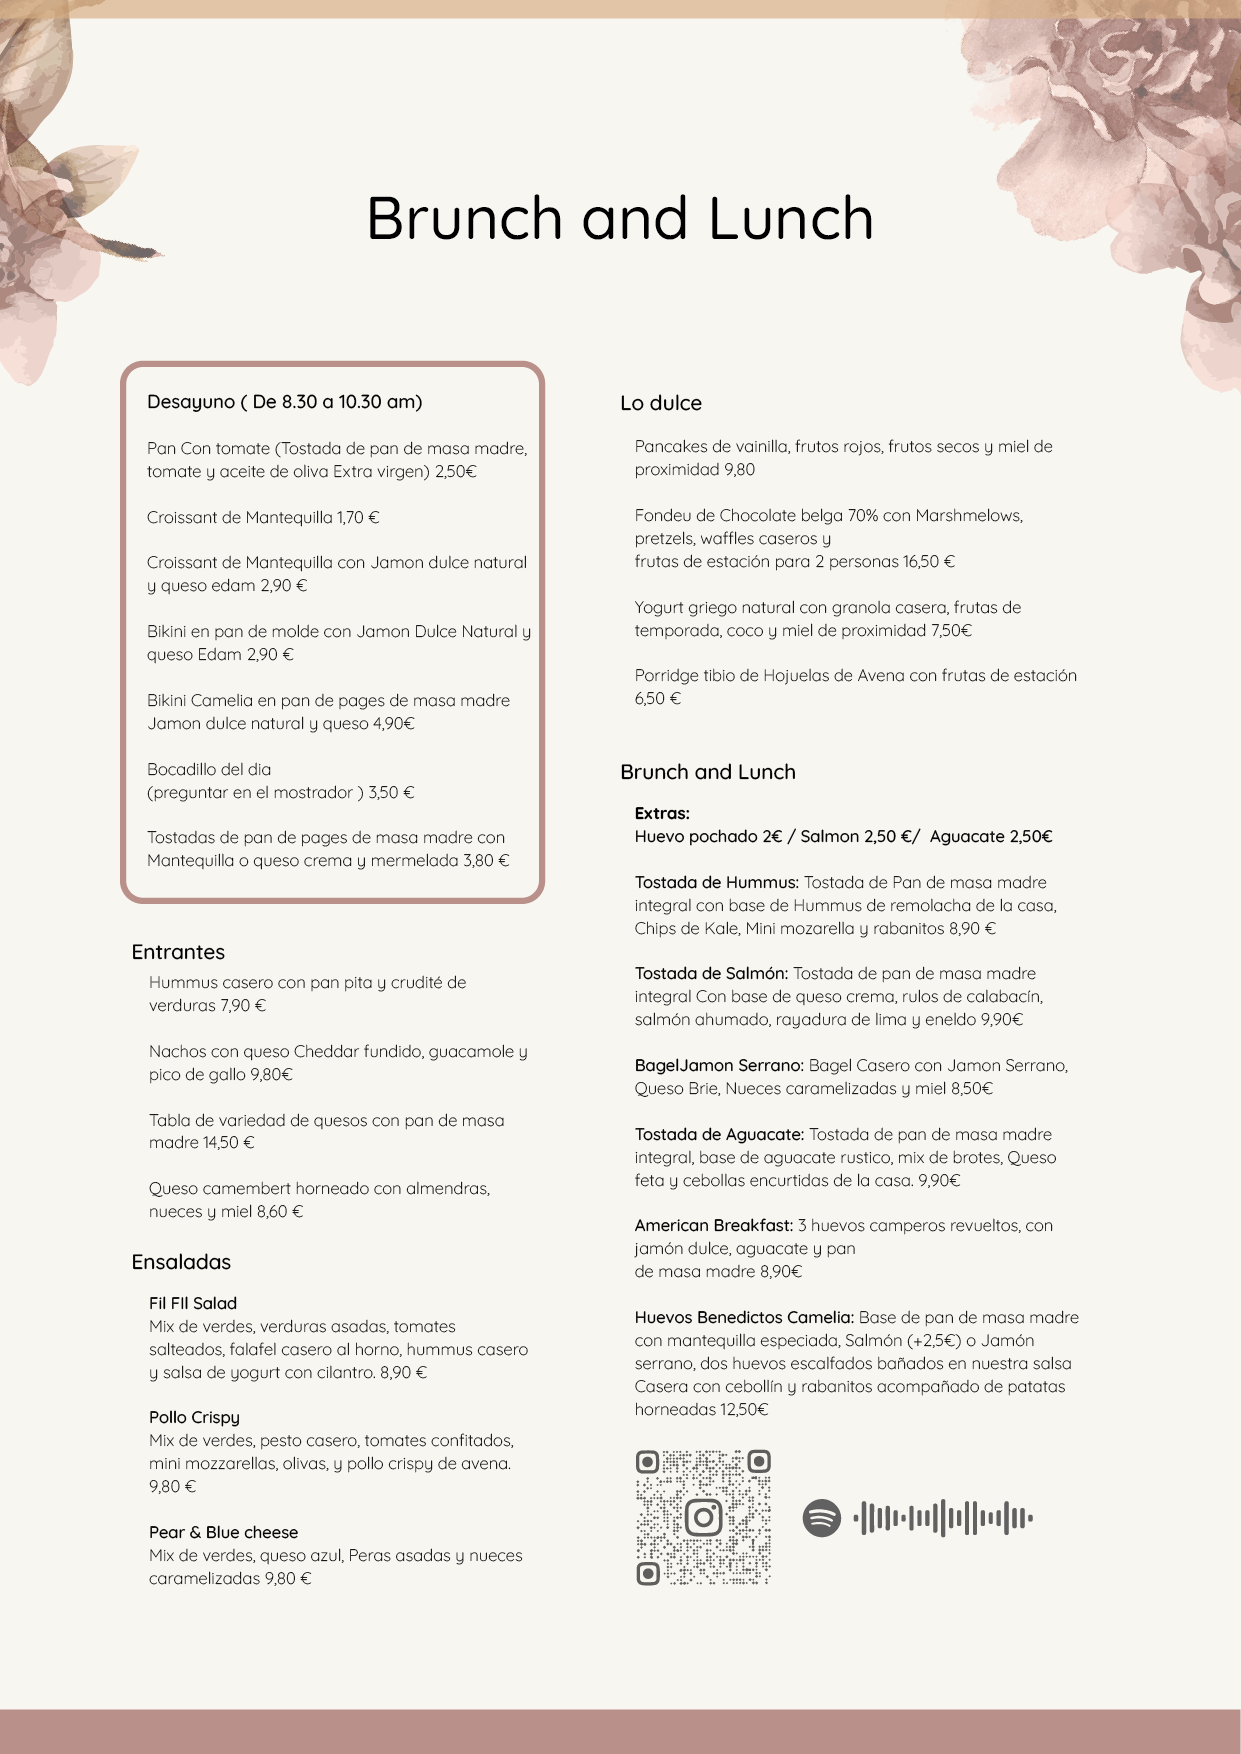 Brunch and Lunch
Desayuno ( De 8.30 a 10.30 am)
Pan Con tomate (Tostada de pan de masa madre,
tomate y aceite de oliva Extra virgen) 2,50€
Croissant de Mantequilla 1,70 €
Croissant de Mantequilla con Jamon dulce natural
y queso edam 2,90 €
Bikini en pan de molde con Jamon Dulce Natural y
queso Edam 2,90 €
Bikini Camelia en pan de pages de masa madre
Jamon dulce natural y queso 4,90€
Bocadillo del dia
(preguntar en el mostrador ) 3,50 €
Tostadas de pan de pages de masa madre con
Mantequilla o queso crema y mermelada 3,80 €
Entrantes
Hummus casero con pan pita y crudité de
verduras 7,90 €
Nachos con queso Cheddar fundido, guacamole y
pico de gallo 9,80€
Tabla de variedad de quesos con pan de masa
madre 14,50 €
Queso camembert horneado con almendras,
nueces y miel 8,60 €
Ensaladas
Fil FIl Salad
Mix de verdes, verduras asadas, tomates
salteados, falafel casero al horno, hummus casero
y salsa de yogurt con cilantro. 8,90 €
Pollo Crispy
Mix de verdes, pesto casero, tomates confitados,
mini mozzarellas, olivas, y pollo crispy de avena.
9,80 €
Pear & Blue cheese
Mix de verdes, queso azul, Peras asadas y nueces
caramelizadas 9,80 €
Lo dulce
Pancakes de vainilla, frutos rojos, frutos secos y miel de
proximidad 9,80
Fondeu de Chocolate belga 70% con Marshmelows,
pretzels, waffles caseros y
frutas de estación para 2 personas 16,50 €
Yogurt griego natural con granola casera, frutas de
temporada, coco y miel de proximidad 7,50€
Porridge tibio de Hojuelas de Avena con frutas de estación
6,50 €
Brunch and Lunch
Extras:
Huevo pochado 2€ / Salmon 2,50 €/  Aguacate 2,50€
Tostada de Hummus: Tostada de Pan de masa madre
integral con base de Hummus de remolacha de la casa,
Chips de Kale, Mini mozarella y rabanitos 8,90 €
Tostada de Salmón: Tostada de pan de masa madre
integral Con base de queso crema, rulos de calabacín,
salmón ahumado, rayadura de lima y eneldo 9,90€
BagelJamon Serrano: Bagel Casero con Jamon Serrano,
Queso Brie, Nueces caramelizadas y miel 8,50€
Tostada de Aguacate: Tostada de pan de masa madre
integral, base de aguacate rustico, mix de brotes, Queso
feta y cebollas encurtidas de la casa. 9,90€
American Breakfast: 3 huevos camperos revueltos, con
jamón dulce, aguacate y pan
de masa madre 8,90€
Huevos Benedictos Camelia: Base de pan de masa madre
con mantequilla especiada, Salmón (+2,5€) o Jamón
serrano, dos huevos escalfados bañados en nuestra salsa
Casera con cebollín y rabanitos acompañado de patatas
horneadas 12,50€